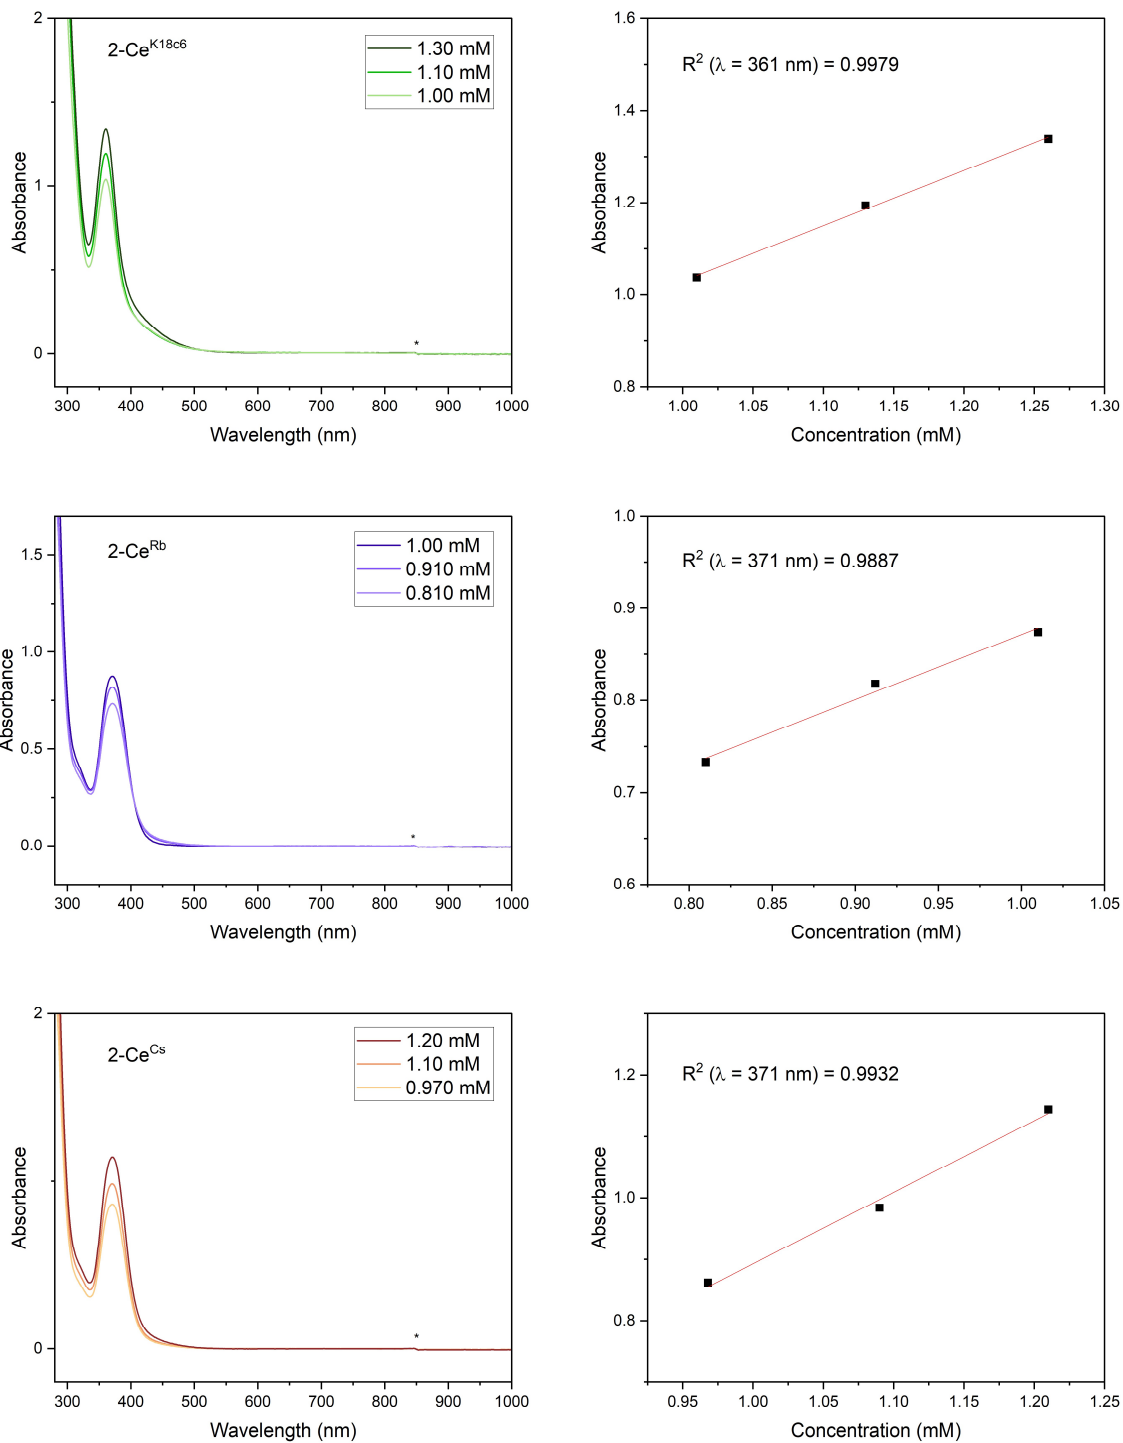 2-Ce^K18c6
1.30 mM
1.10 mM
1.00 mM
2
1
0
Absorbance
*
300 400 500 600 700 800 900 1000
Wavelength (nm)
R² (λ = 361 nm) = 0.9979
1.6
1.4
1.2
1.0
0.8
Absorbance
1.00 1.05 1.10 1.15 1.20 1.25 1.30
Concentration (mM)
2-Ce^Rb
1.00 mM
0.910 mM
0.810 mM
1.5
1.0
0.5
0.0
Absorbance
*
300 400 500 600 700 800 900 1000
Wavelength (nm)
R² (λ = 371 nm) = 0.9887
1.0
0.9
0.8
0.7
0.6
Absorbance
0.80 0.85 0.90 0.95 1.00 1.05
Concentration (mM)
2-Ce^Cs
1.20 mM
1.10 mM
0.970 mM
2
1
0
Absorbance
*
300 400 500 600 700 800 900 1000
Wavelength (nm)
R² (λ = 371 nm) = 0.9932
1.2
1.0
0.8
Absorbance
0.95 1.00 1.05 1.10 1.15 1.20 1.25
Concentration (mM)